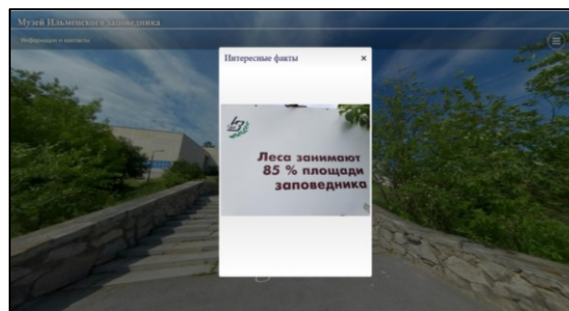 Музей Ильменского заповедника
Информация и контакты
Интересные факты
×
Леса занимают
85 % площади
заповедника